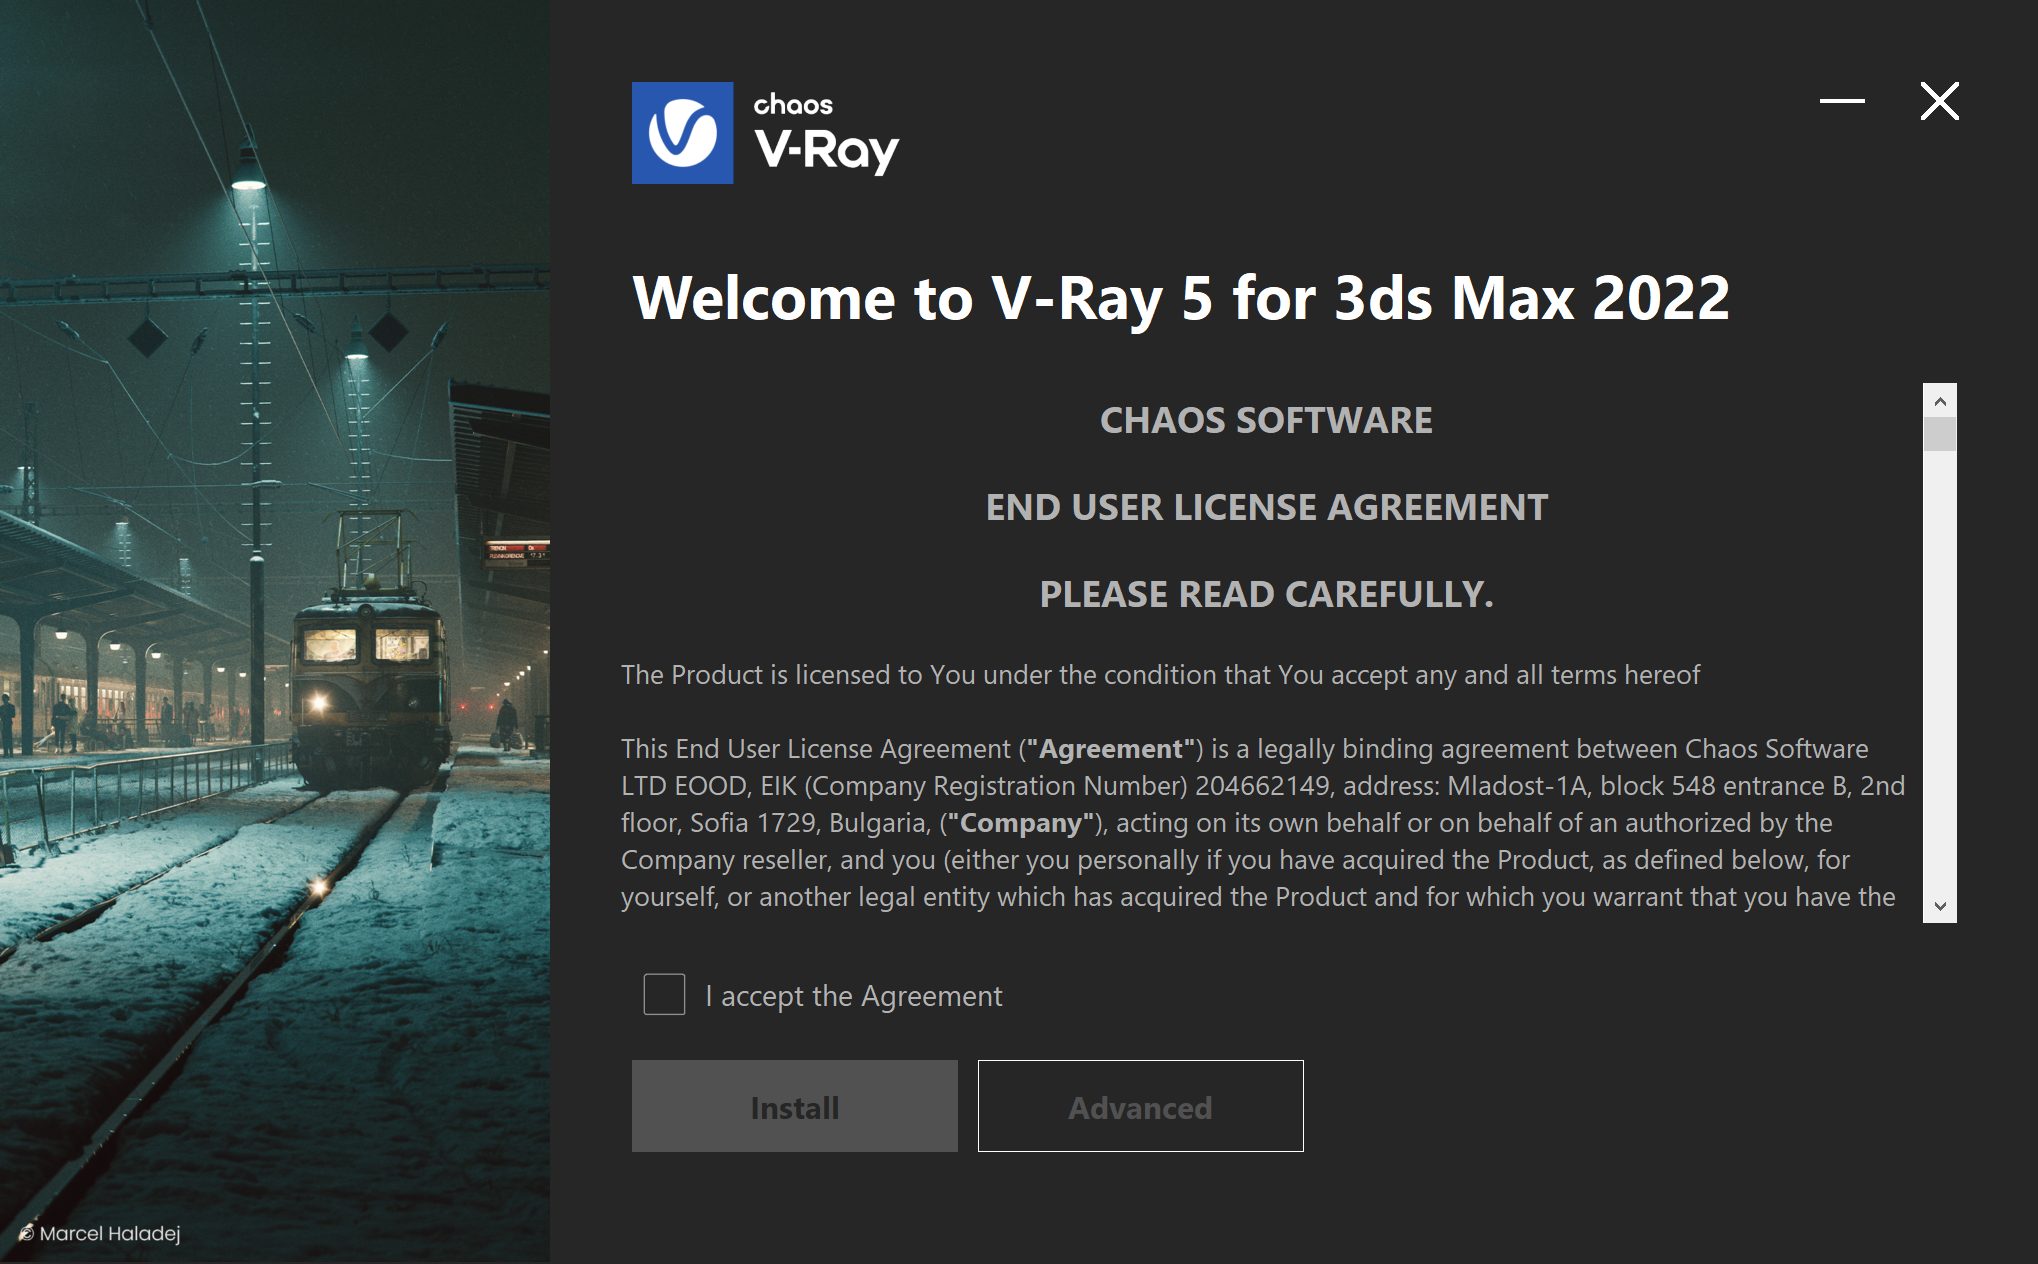 chaos
V-Ray
Welcome to V-Ray 5 for 3ds Max 2022
CHAOS SOFTWARE
END USER LICENSE AGREEMENT
PLEASE READ CAREFULLY.
The Product is licensed to You under the condition that You accept any and all terms hereof
This End User License Agreement ("Agreement") is a legally binding agreement between Chaos Software
LTD EOOD, EIK (Company Registration Number) 204662149, address: Mladost-1A, block 548 entrance B, 2nd
floor, Sofia 1729, Bulgaria, ("Company"), acting on its own behalf or on behalf of an authorized by the
Company reseller, and you (either you personally if you have acquired the Product, as defined below, for
yourself, or another legal entity which has acquired the Product and for which you warrant that you have the
I accept the Agreement
Install
Advanced
© Marcel Haladej